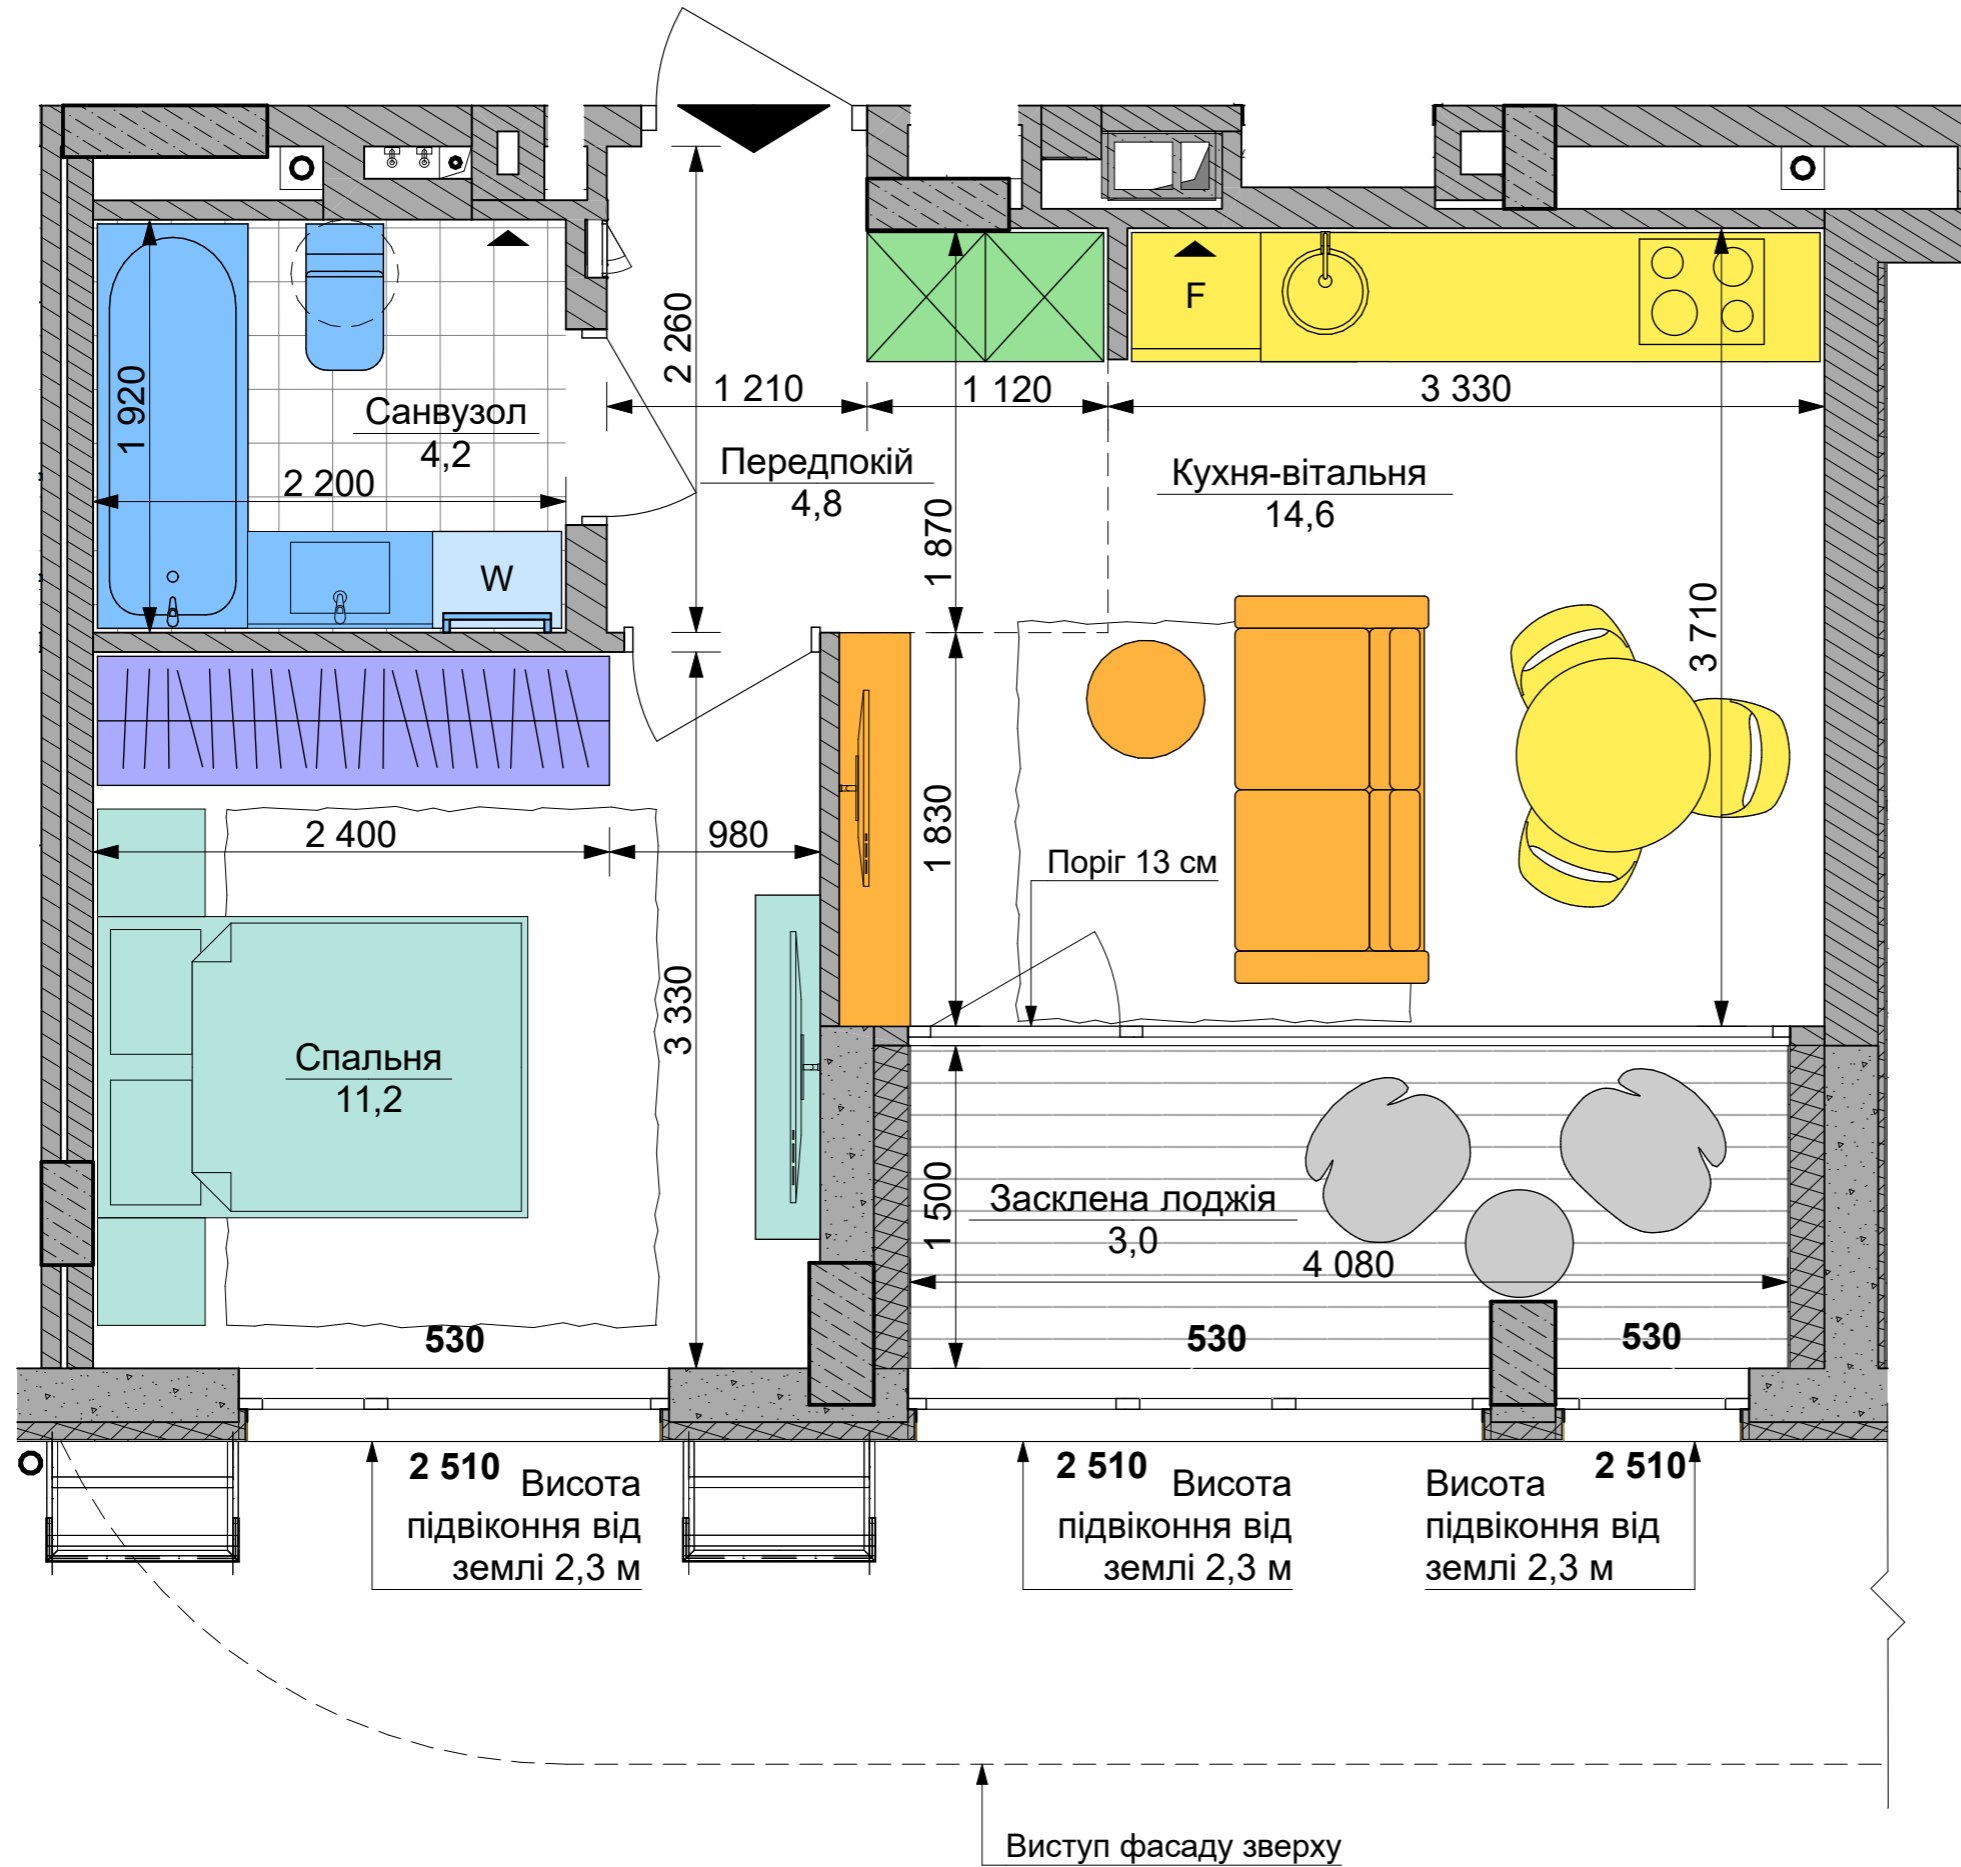 F
2 260
1 210
1 120
3 330
1 920
Санвузол
4,2
2 200
Передпокій
4,8
Кухня-вітальня
14,6
1 870
W
3 710
2 400
980
1 830
Поріг 13 см
3 330
Спальня
11,2
1 500
Засклена лоджія
3,0
4 080
530
530
530
2 510
Висота
підвіконня від
землі 2,3 м
2 510
Висота
підвіконня від
землі 2,3 м
2 510
Висота
підвіконня від
землі 2,3 м
Виступ фасаду зверху